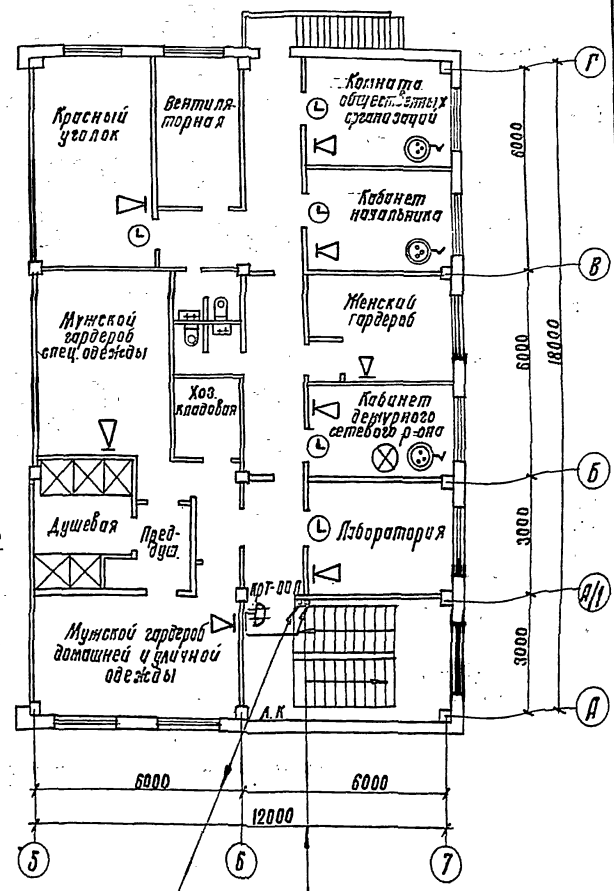 Красный
уголок
Вентиля-
торная
Комната
общественных
организаций
Г
6000
Кабинет
начальника
В
Мужской
гардероб
спец. одежды
Женский
гардероб
6000
18000
Хоз.
кладовая
Кабинет
дежурного
сетевого р-она
Б
Душевая
Пред-
душ.
Лаборатория
3000
А/1
Мужской гардероб
домашней и уличной
одежды
3000
А.К
А
6000
6000
12000
5
6
7